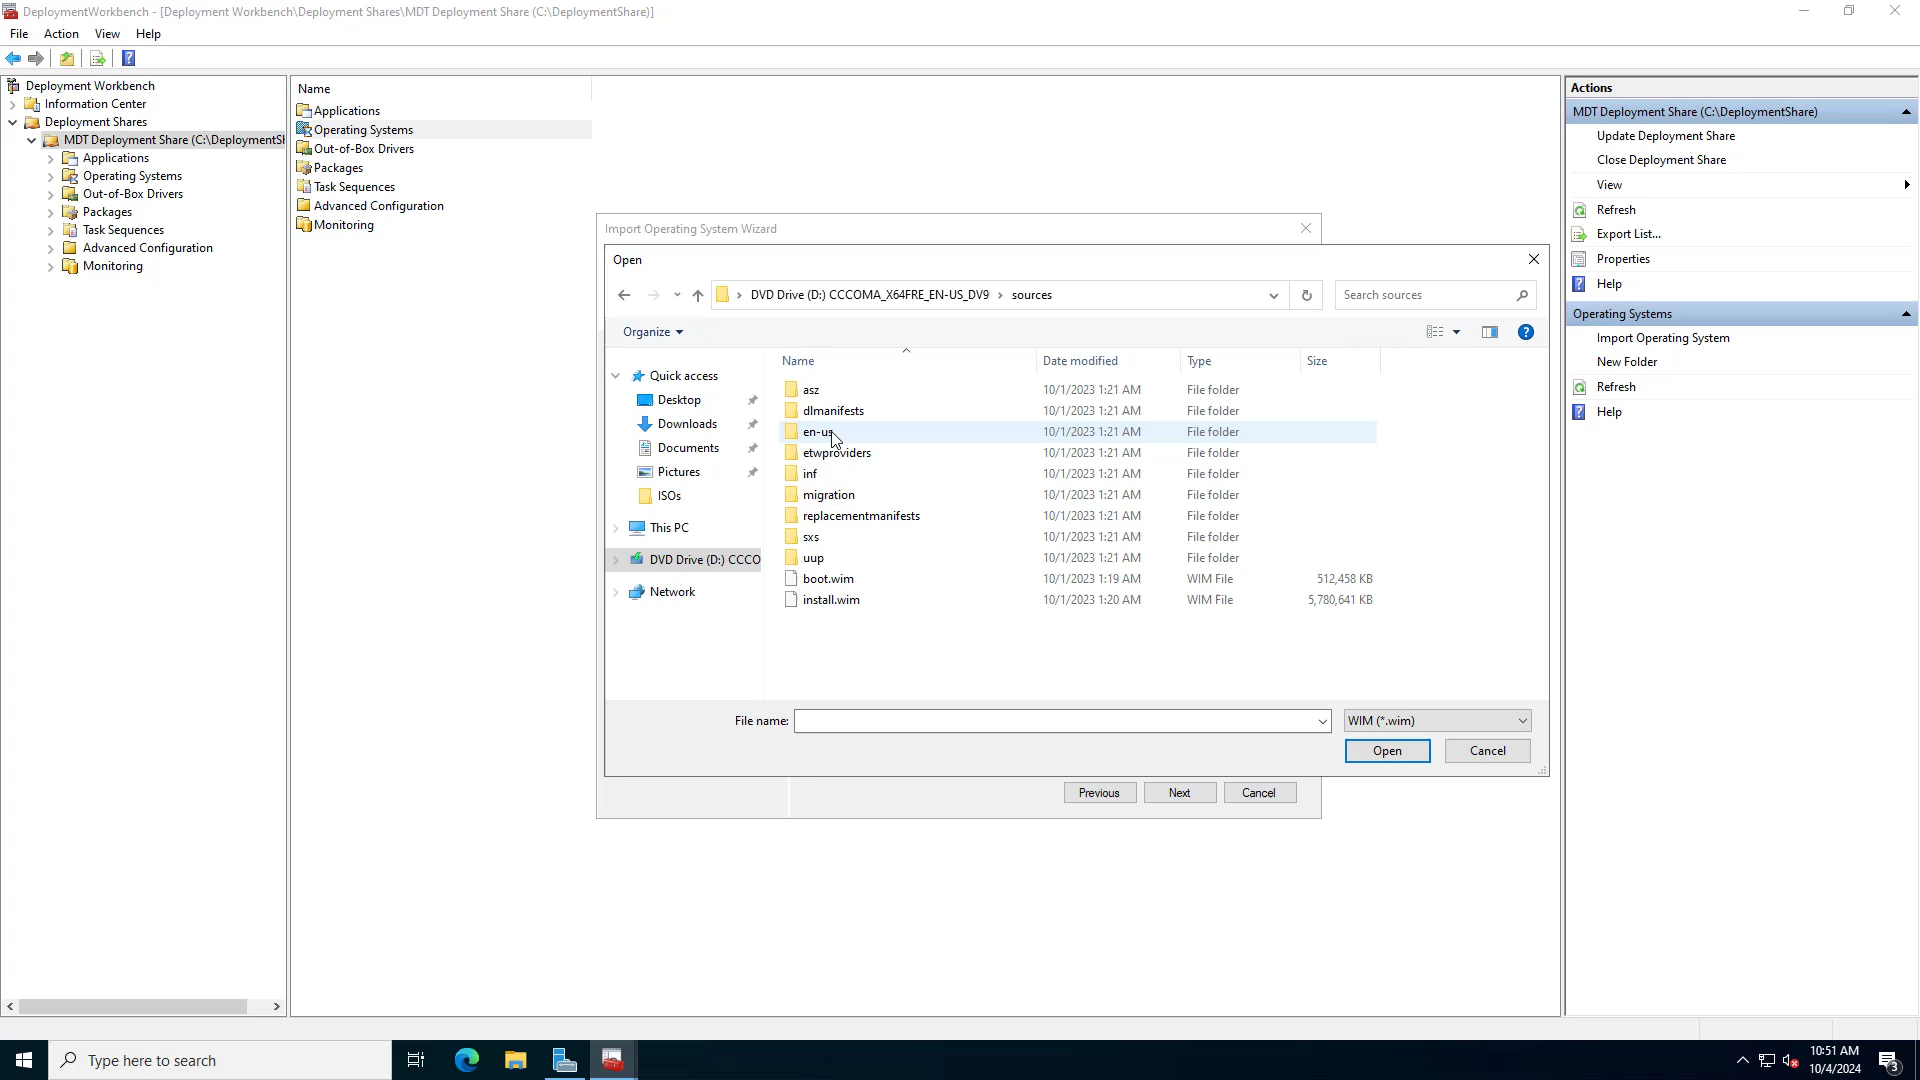 DeploymentWorkbench - [Deployment Workbench\Deployment Shares\MDT Deployment Share (C:\DeploymentShare)]
File Action View Help
Deployment Workbench
Information Center
Deployment Shares
MDT Deployment Share (C:\DeploymentSh
Applications
Operating Systems
Out-of-Box Drivers
Packages
Task Sequences
Advanced Configuration
Monitoring
Name
Applications
Operating Systems
Out-of-Box Drivers
Packages
Task Sequences
Advanced Configuration
Monitoring
Import Operating System Wizard
Open
DVD Drive (D:) CCCOMA_X64FRE_EN-US_DV9 > sources
Search sources
Organize
Quick access
Desktop
Downloads
Documents
Pictures
ISOs
This PC
DVD Drive (D:) CCCO
Network
Name Date modified Type Size
asz 10/1/2023 1:21 AM File folder
dlmanifests 10/1/2023 1:21 AM File folder
en-us 10/1/2023 1:21 AM File folder
etwproviders 10/1/2023 1:21 AM File folder
inf 10/1/2023 1:21 AM File folder
migration 10/1/2023 1:21 AM File folder
replacementmanifests 10/1/2023 1:21 AM File folder
sxs 10/1/2023 1:21 AM File folder
uup 10/1/2023 1:21 AM File folder
boot.wim 10/1/2023 1:19 AM WIM File 512,458 KB
install.wim 10/1/2023 1:20 AM WIM File 5,780,641 KB
File name: WIM (*.wim)
Open Cancel
Previous Next Cancel
Actions
MDT Deployment Share (C:\DeploymentShare)
Update Deployment Share
Close Deployment Share
View
Refresh
Export List...
Properties
Help
Operating Systems
Import Operating System
New Folder
Refresh
Help
Type here to search
10:51 AM
10/4/2024
3